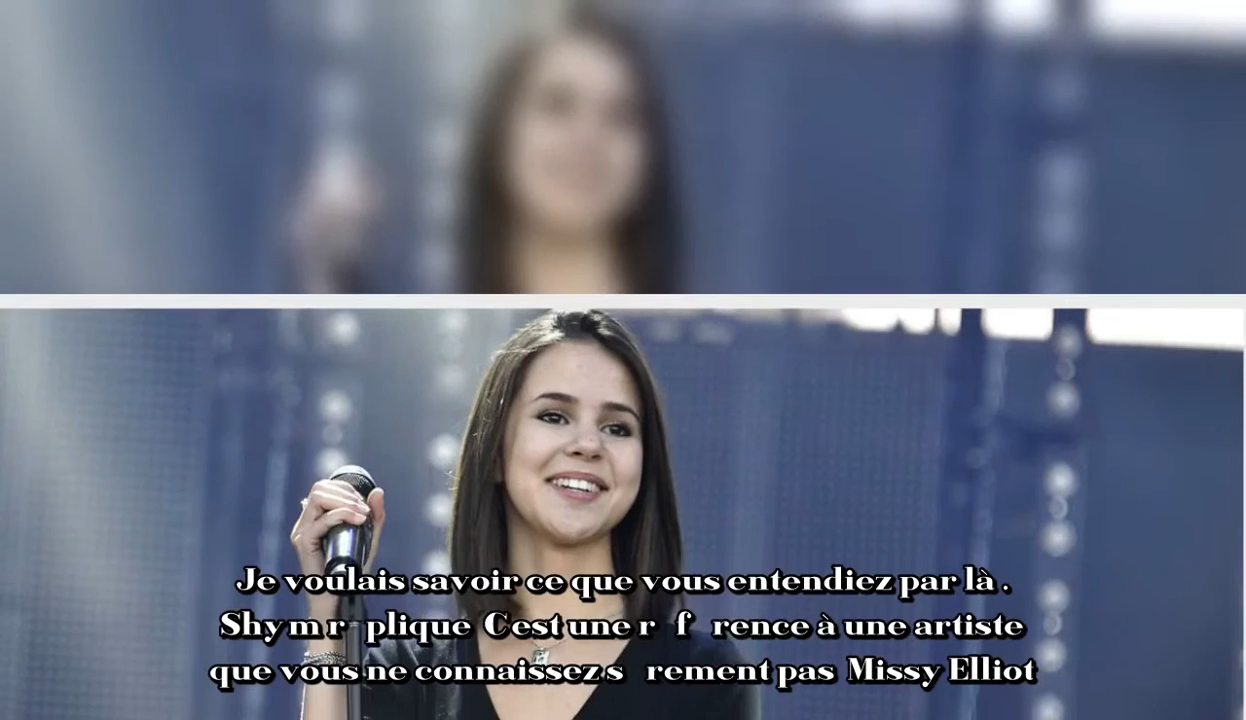 Je voulais savoir ce que vous entendiez par là .
Shym r plique C est une r f rence à une artiste
que vous ne connaissez s rement pas Missy Elliot